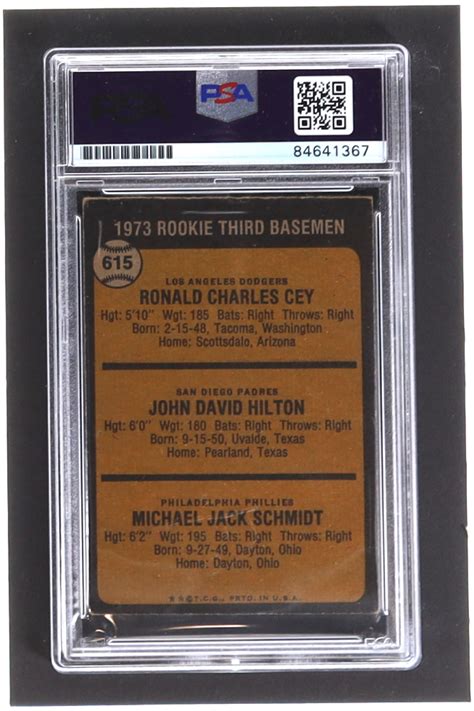 PSA
PSA
84641367
1973 ROOKIE THIRD BASEMEN
615
LOS ANGELES DODGERS
RONALD CHARLES CEY
Hgt: 5'10" Wgt: 185 Bats: Right Throws: Right
Born: 2-15-48, Tacoma, Washington
Home: Scottsdalo, Arizona
SAN DIEGO PADRES
JOHN DAVID HILTON
Hgt: 6'0" Wgt: 180 Bats: Right Throws: Right
Born: 9-15-50, Uvalde, Texas
Home: Pearland, Texas
PHILADELPHIA PHILLIES
MICHAEL JACK SCHMIDT
Hgt: 6'2" Wgt: 195 Bats: Right Throws: Right
Born: 9-27-49, Dayton, Ohio
Home: Dayton, Ohio
★★©T.C.G., PRTD. IN U.S.A.
PSA